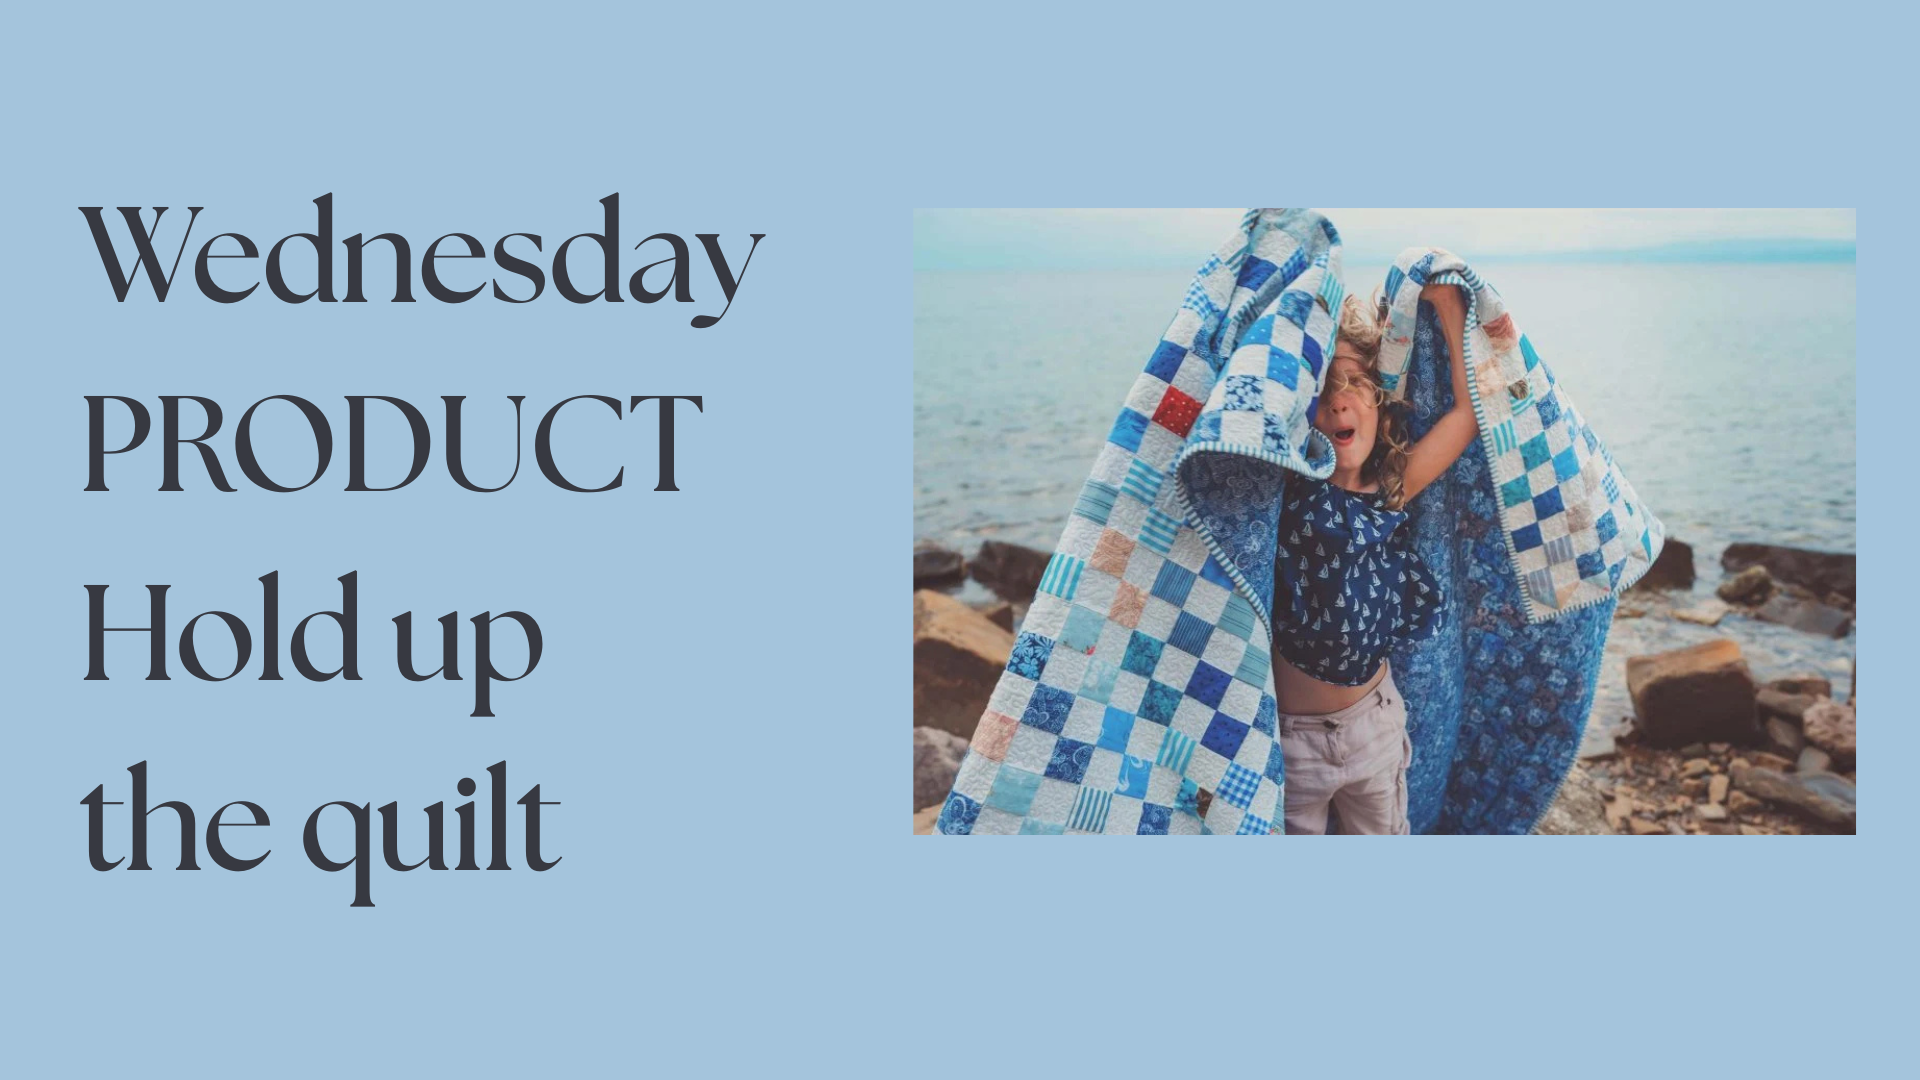 Wednesday
PRODUCT
Hold up
the quilt